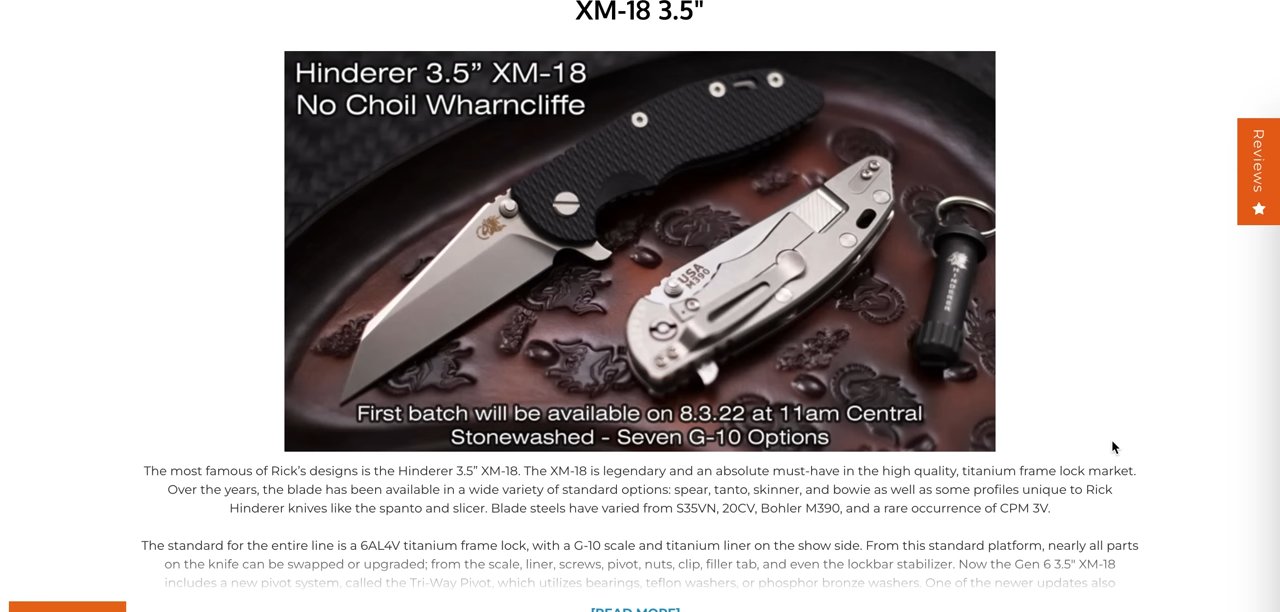 XM-18 3.5"
Hinderer 3.5” XM-18
No Choil Wharncliffe
USA
M390
HINDERER
First batch will be available on 8.3.22 at 11am Central
Stonewashed - Seven G-10 Options
Reviews
The most famous of Rick’s designs is the Hinderer 3.5” XM-18. The XM-18 is legendary and an absolute must-have in the high quality, titanium frame lock market.
Over the years, the blade has been available in a wide variety of standard options: spear, tanto, skinner, and bowie as well as some profiles unique to Rick
Hinderer knives like the spanto and slicer. Blade steels have varied from S35VN, 20CV, Bohler M390, and a rare occurrence of CPM 3V.
The standard for the entire line is a 6AL4V titanium frame lock, with a G-10 scale and titanium liner on the show side. From this standard platform, nearly all parts
on the knife can be swapped or upgraded; from the scale, liner, screws, pivot, nuts, clip, filler tab, and even the lockbar stabilizer. Now the Gen 6 3.5" XM-18
includes a new pivot system, called the Tri-Way Pivot, which utilizes bearings, teflon washers, or phosphor bronze washers. One of the newer updates also
[READ MORE]